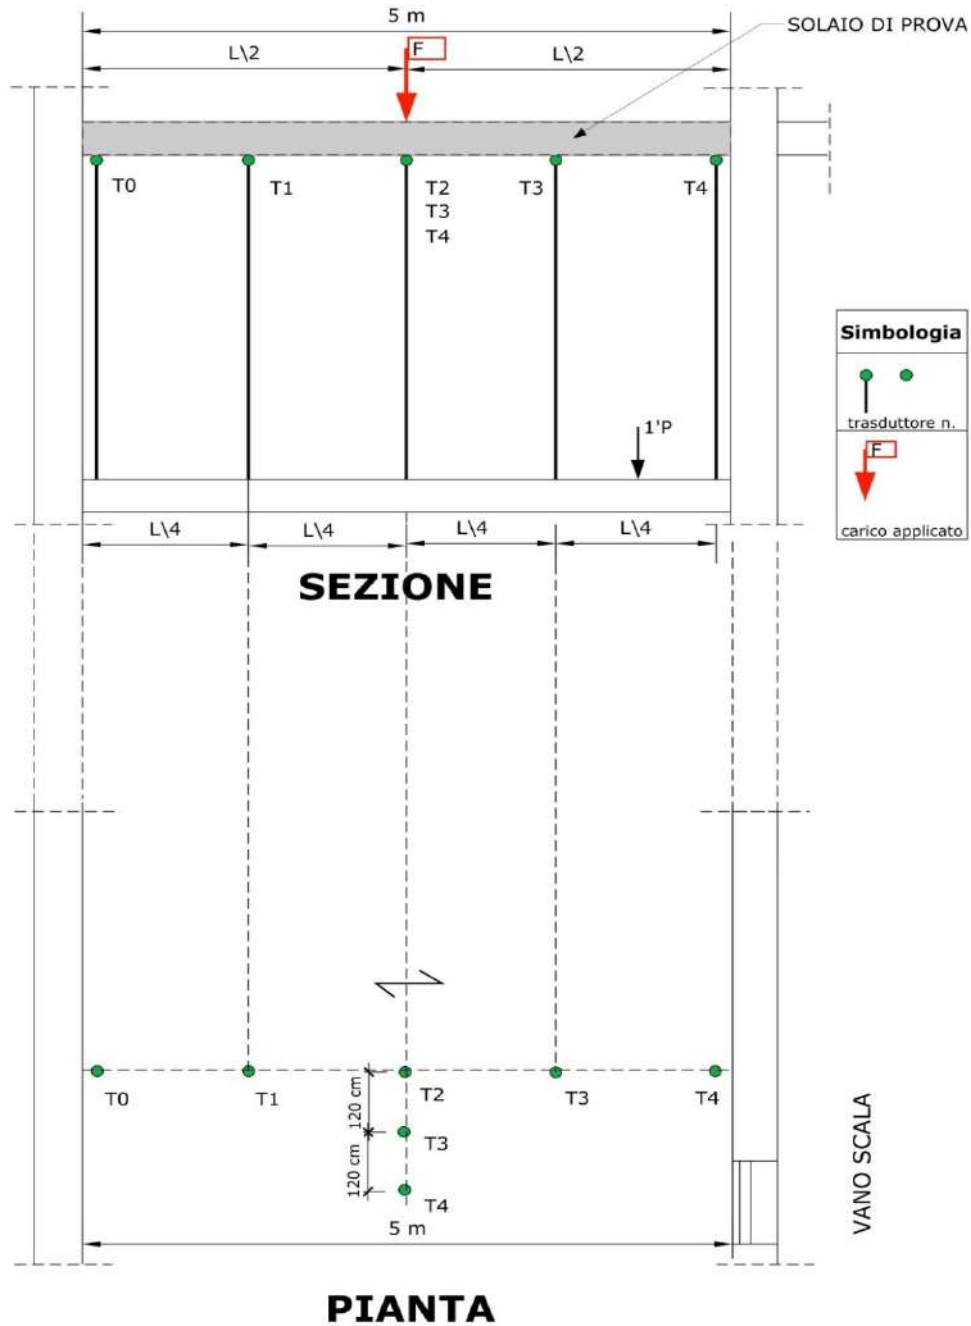 5 m
SOLAIO DI PROVA
L\2
F
L\2
T0
T1
T2
T3
T4
T3
T4
Simbologia
trasduttore n.
F
carico applicato
1'P
L\4
L\4
L\4
L\4
SEZIONE
T0
T1
T2
T3
T4
120 cm
T3
120 cm
T4
5 m
VANO SCALA
PIANTA